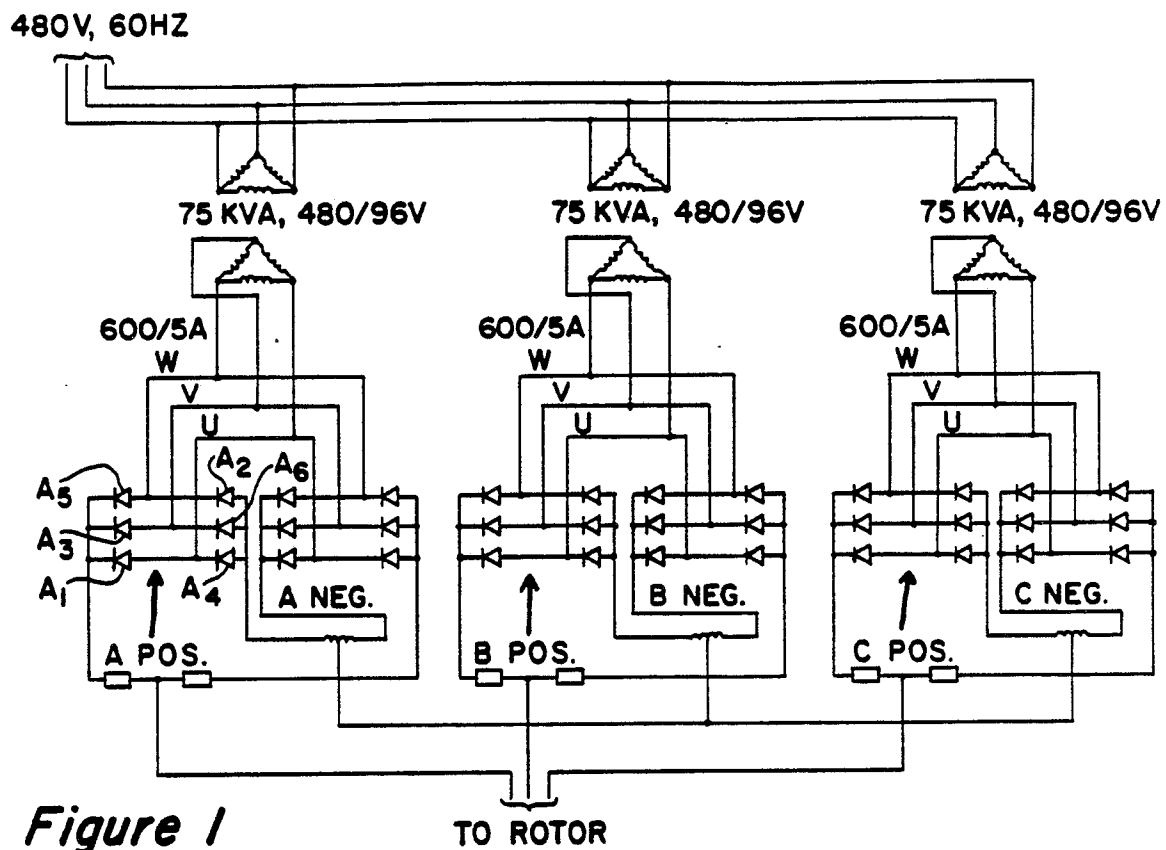 480V, 60HZ
75 KVA, 480/96V
75 KVA, 480/96V
75 KVA, 480/96V
600/5A
W
V
U
600/5A
W
V
U
600/5A
W
V
U
A5
A2
A6
A3
A1
A4
A NEG.
B NEG.
C NEG.
A POS.
B POS.
C POS.
Figure 1
TO ROTOR